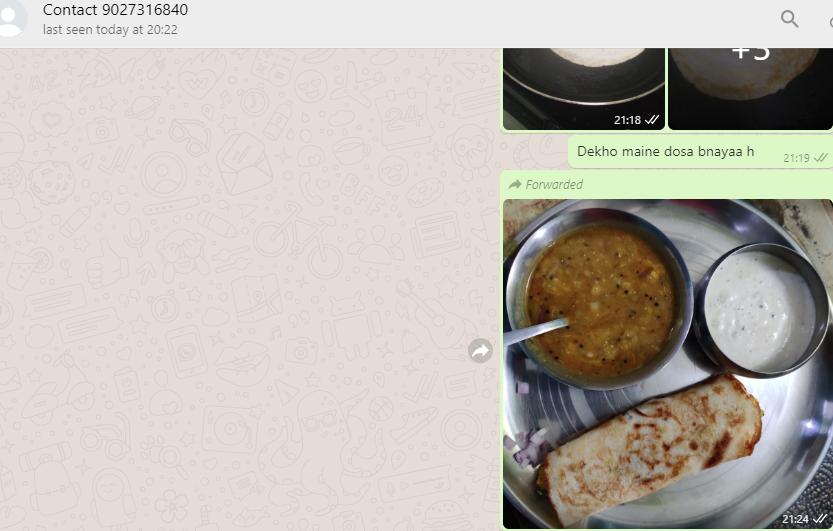 Contact 9027316840
last seen today at 20:22
+3
21:18
Dekho maine dosa bnayaa h
21:19
Forwarded
21:24